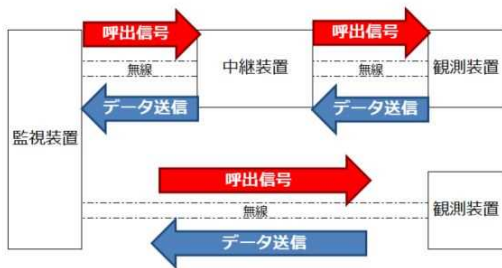 呼出信号
呼出信号
無線
中継装置
無線
観測装置
データ送信
データ送信
監視装置
呼出信号
無線
観測装置
データ送信